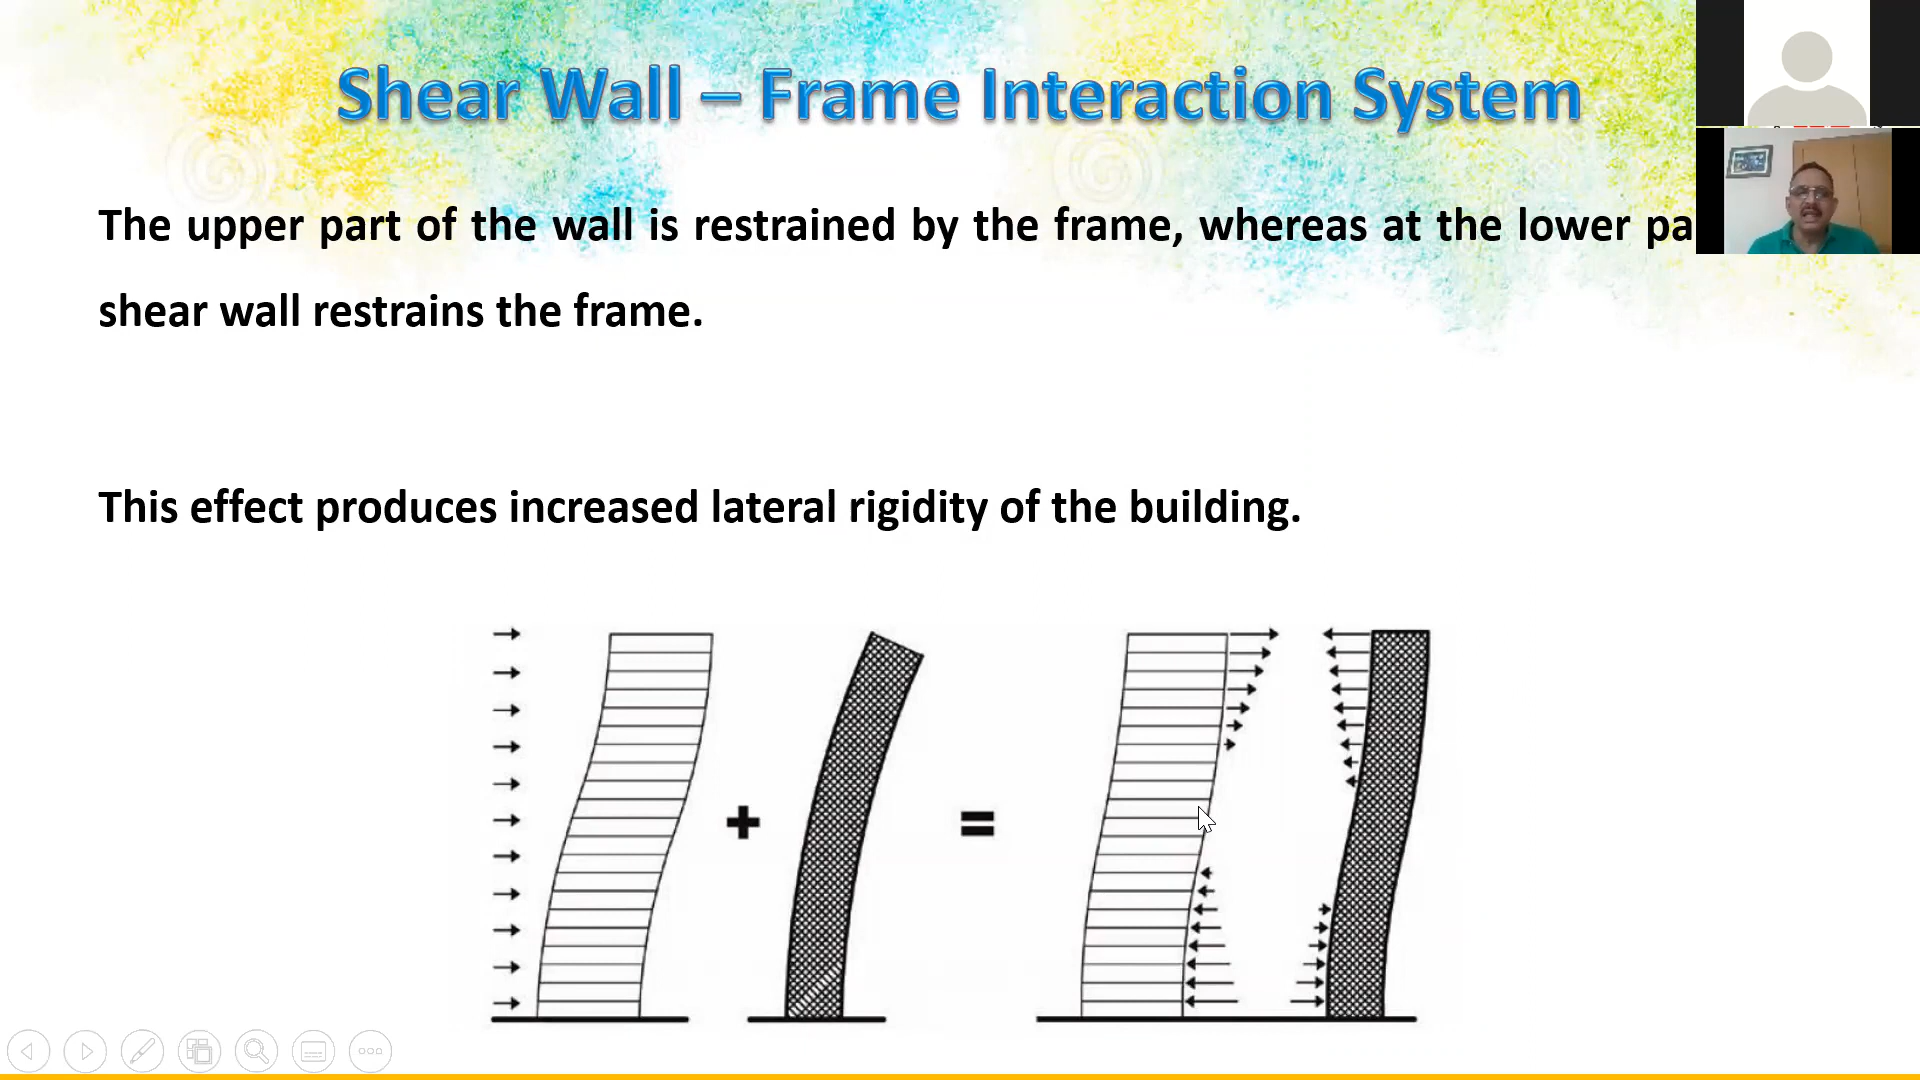 Shear Wall – Frame Interaction System
The upper part of the wall is restrained by the frame, whereas at the lower
shear wall restrains the frame.
This effect produces increased lateral rigidity of the building.
+
=